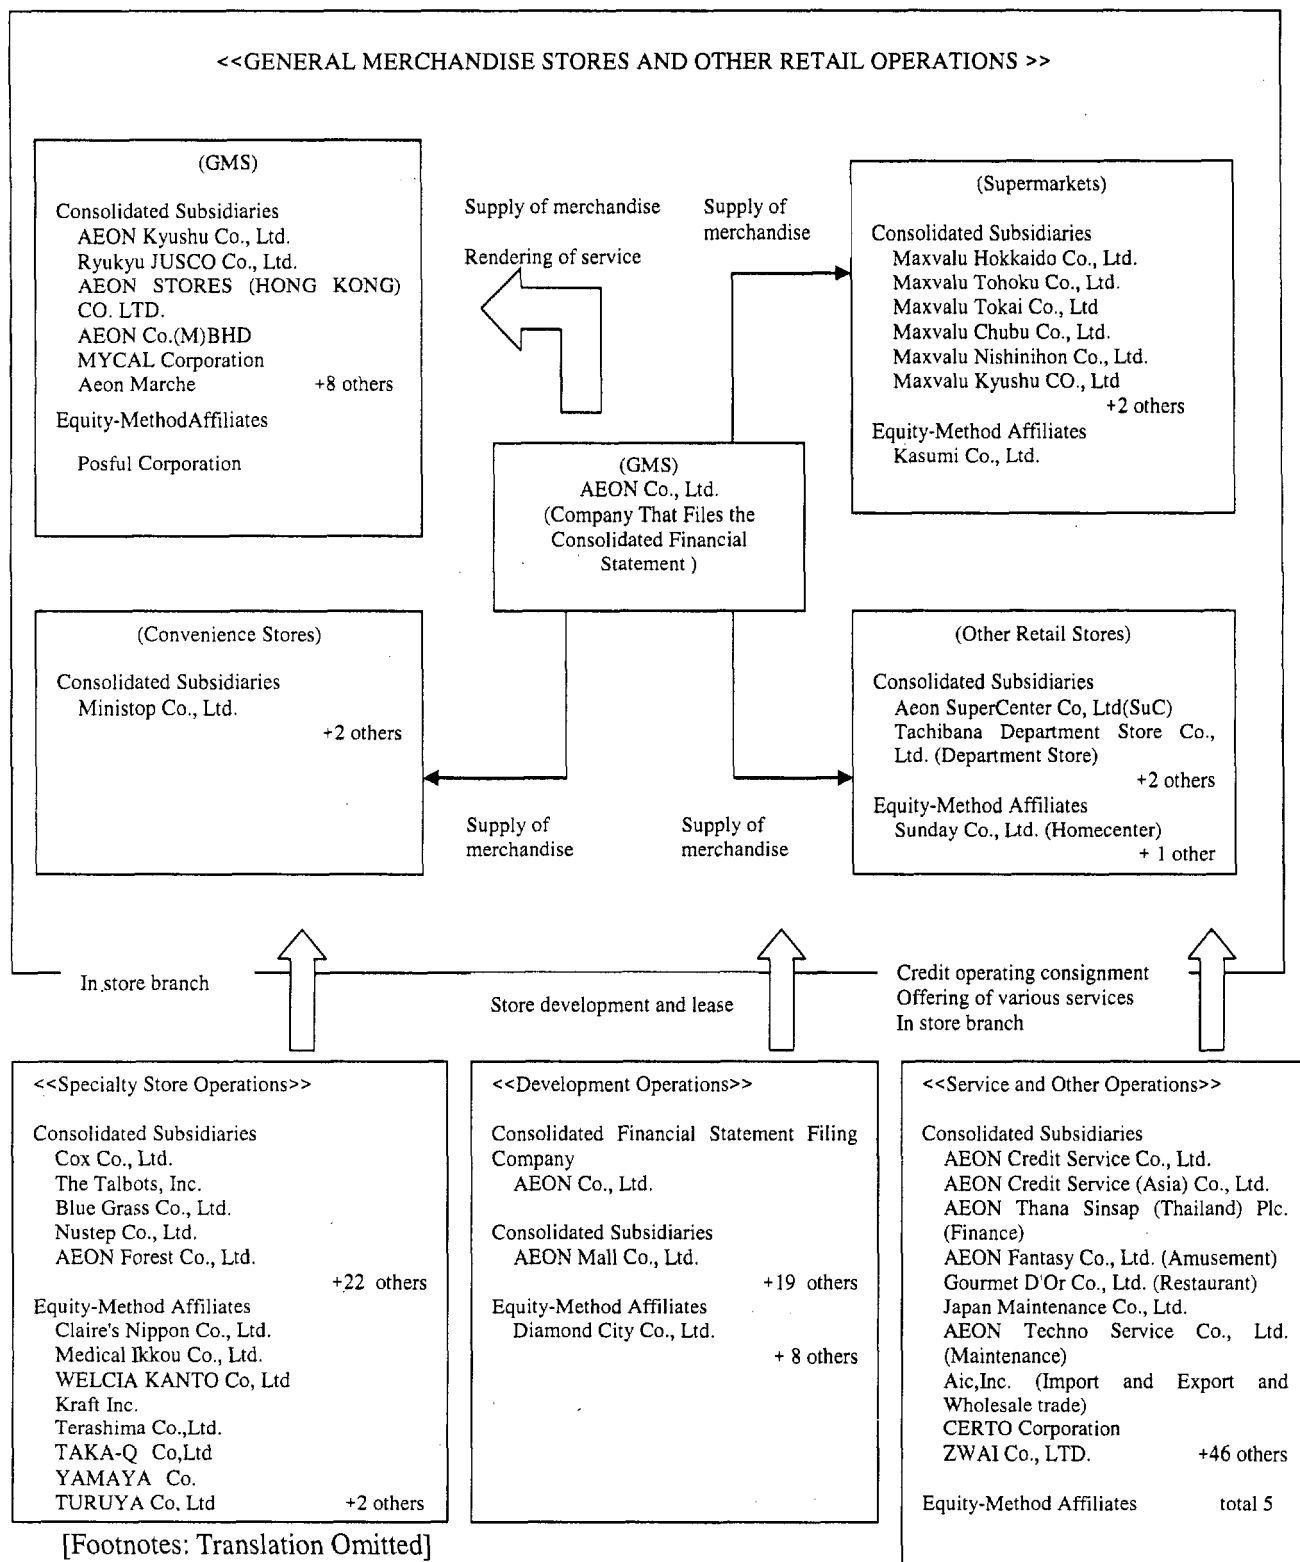 <<GENERAL MERCHANDISE STORES AND OTHER RETAIL OPERATIONS >>
(GMS)
Consolidated Subsidiaries
AEON Kyushu Co., Ltd.
Ryukyu JUSCO Co., Ltd.
AEON STORES (HONG KONG)
CO. LTD.
AEON Co.(M)BHD
MYCAL Corporation
Aeon Marche +8 others
Equity-Method Affiliates
Posful Corporation
Supply of merchandise
Rendering of service
Supply of
merchandise
(Supermarkets)
Consolidated Subsidiaries
Maxvalu Hokkaido Co., Ltd.
Maxvalu Tohoku Co., Ltd.
Maxvalu Tokai Co., Ltd
Maxvalu Chubu Co., Ltd.
Maxvalu Nishinihon Co., Ltd.
Maxvalu Kyushu CO., Ltd
+2 others
Equity-Method Affiliates
Kasumi Co., Ltd.
(GMS)
AEON Co., Ltd.
(Company That Files the
Consolidated Financial
Statement )
(Convenience Stores)
Consolidated Subsidiaries
Ministop Co., Ltd.
+2 others
Supply of
merchandise
Supply of
merchandise
(Other Retail Stores)
Consolidated Subsidiaries
Aeon SuperCenter Co, Ltd(SuC)
Tachibana Department Store Co.,
Ltd. (Department Store)
+2 others
Equity-Method Affiliates
Sunday Co., Ltd. (Homecenter)
+ 1 other
In store branch
Store development and lease
Credit operating consignment
Offering of various services
In store branch
<<Specialty Store Operations>>
Consolidated Subsidiaries
Cox Co., Ltd.
The Talbots, Inc.
Blue Grass Co., Ltd.
Nustep Co., Ltd.
AEON Forest Co., Ltd.
+22 others
Equity-Method Affiliates
Claire's Nippon Co., Ltd.
Medical Ikkou Co., Ltd.
WELCIA KANTO Co, Ltd
Kraft Inc.
Terashima Co.,Ltd.
TAKA-Q Co,Ltd
YAMAYA Co.
TURUYA Co, Ltd +2 others
<<Development Operations>>
Consolidated Financial Statement Filing
Company
AEON Co., Ltd.
Consolidated Subsidiaries
AEON Mall Co., Ltd.
+19 others
Equity-Method Affiliates
Diamond City Co., Ltd.
+ 8 others
<<Service and Other Operations>>
Consolidated Subsidiaries
AEON Credit Service Co., Ltd.
AEON Credit Service (Asia) Co., Ltd.
AEON Thana Sinsap (Thailand) Plc.
(Finance)
AEON Fantasy Co., Ltd. (Amusement)
Gourmet D'Or Co., Ltd. (Restaurant)
Japan Maintenance Co., Ltd.
AEON Techno Service Co., Ltd.
(Maintenance)
Aic,Inc. (Import and Export and
Wholesale trade)
CERTO Corporation
ZWAI Co., LTD. +46 others
Equity-Method Affiliates total 5
[Footnotes: Translation Omitted]